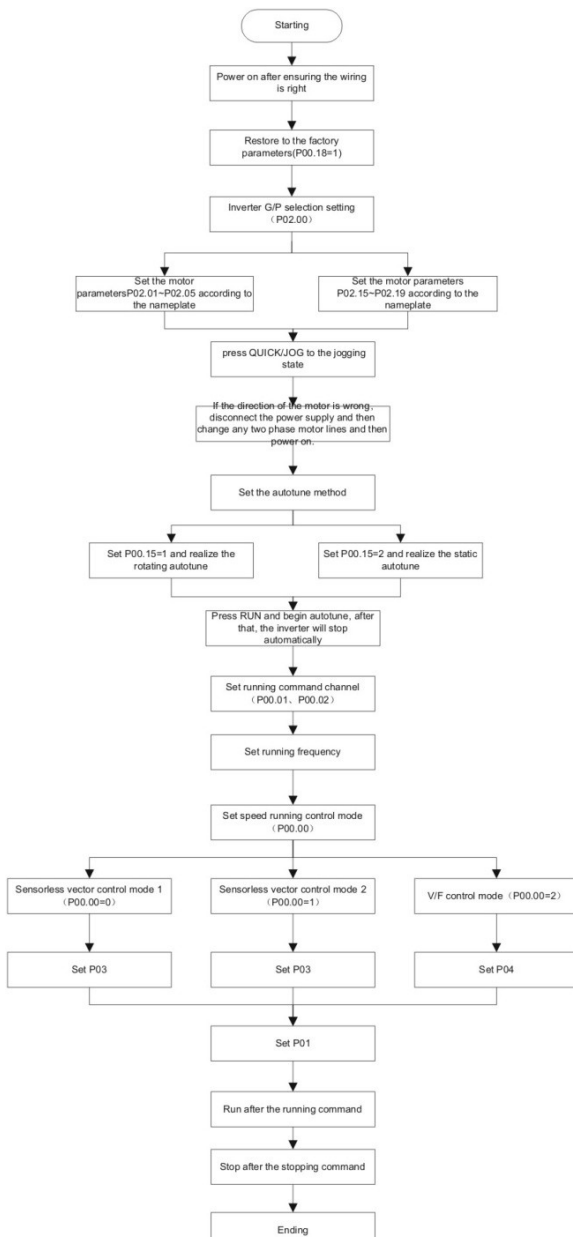 Starting
Power on after ensuring the wiring
is right
Restore to the factory
parameters(P00.18=1)
Inverter G/P selection setting
（P02.00）
Set the motor
parametersP02.01~P02.05 according to
the nameplate
Set the motor parameters
P02.15~P02.19 according to the
nameplate
press QUICK/JOG to the jogging
state
If the direction of the motor is wrong,
disconnect the power supply and then
change any two phase motor lines and then
power on.
Set the autotune method
Set P00.15=1 and realize the
rotating autotune
Set P00.15=2 and realize the static
autotune
Press RUN and begin autotune, after
that, the inverter will stop
automatically
Set running command channel
（P00.01、P00.02）
Set running frequency
Set speed running control mode
（P00.00）
Sensorless vector control mode 1
（P00.00=0）
Sensorless vector control mode 2
（P00.00=1）
V/F control mode（P00.00=2）
Set P03
Set P03
Set P04
Set P01
Run after the running command
Stop after the stopping command
Ending